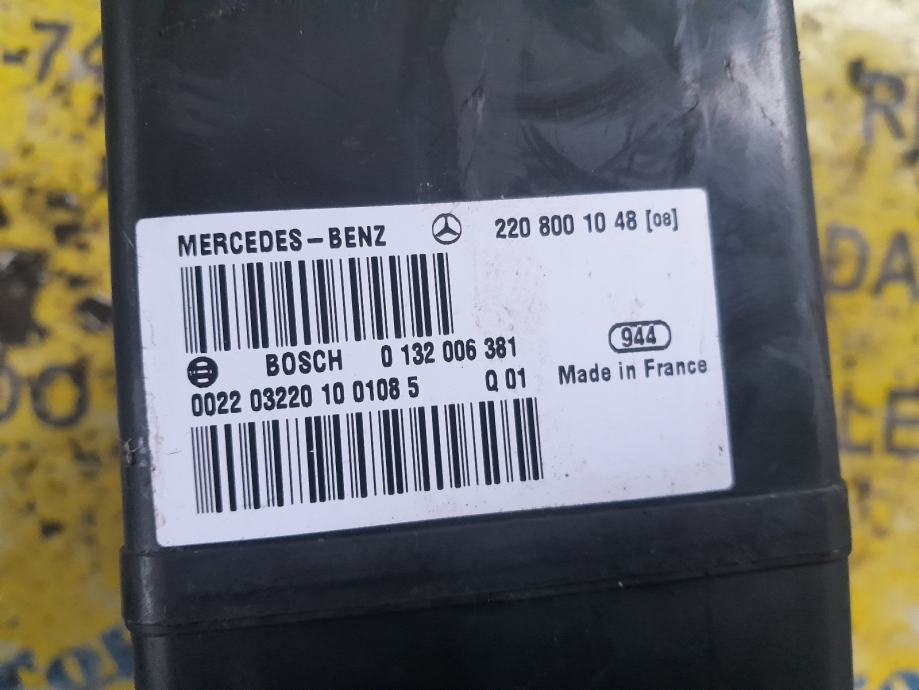 MERCEDES-BENZ 220 800 10 48 [08]
BOSCH 0 132 006 381
0022 03220 10 0108 5 Q 01
944
Made in France